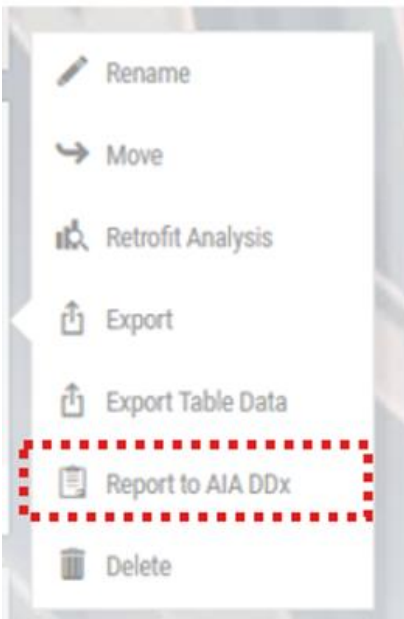 Rename
Move
Retrofit Analysis
Export
Export Table Data
Report to AIA DDx
Delete